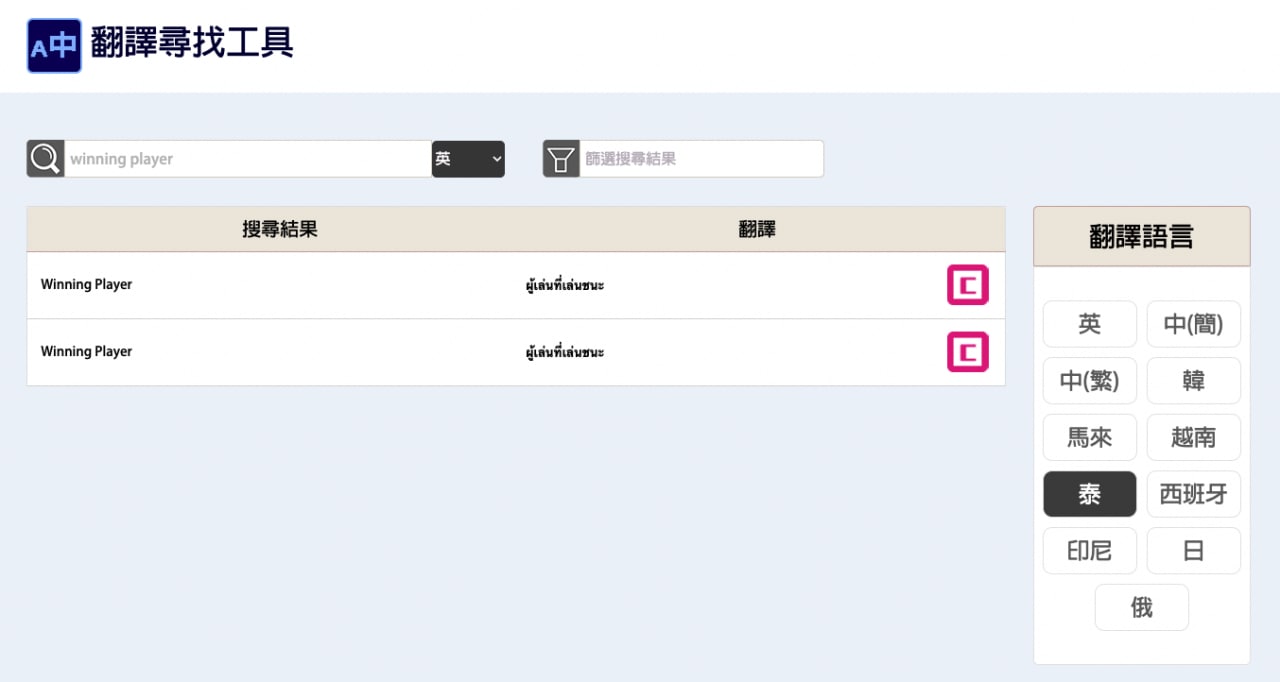 A中 翻譯尋找工具
winning player 英 篩選搜尋結果
搜尋結果 翻譯
Winning Player ผู้เล่นที่เล่นชนะ
Winning Player ผู้เล่นที่เล่นชนะ
翻譯語言
英 中(簡)
中(繁) 韓
馬來 越南
泰 西班牙
印尼 日
俄